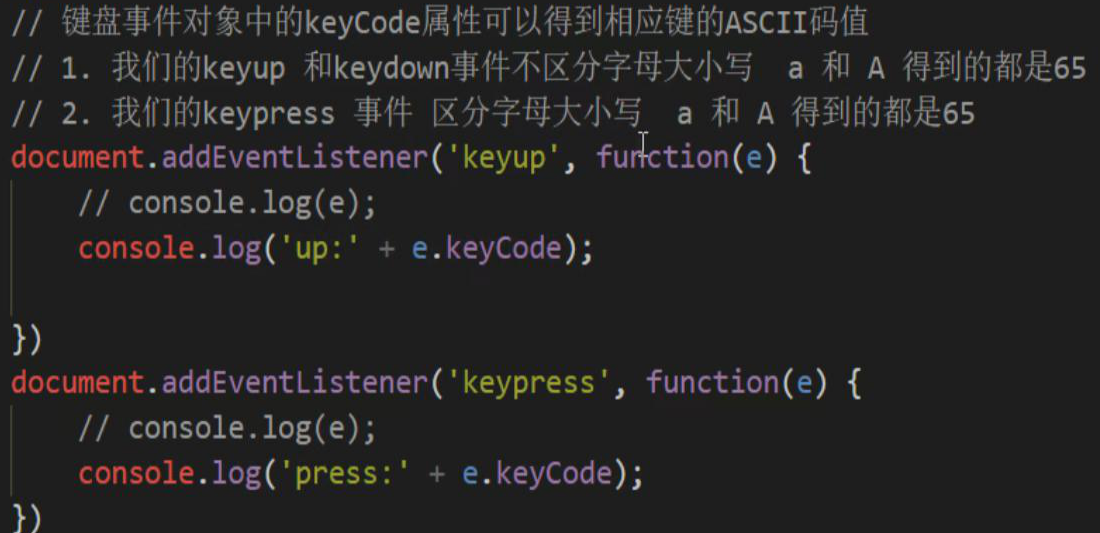 // 键盘事件对象中的keyCode属性可以得到相应键的ASCII码值
// 1. 我们的keyup 和keydown事件不区分字母大小写  a 和 A 得到的都是65
// 2. 我们的keypress 事件 区分字母大小写  a 和 A 得到的都是65
document.addEventListener('keyup', function(e) {
    // console.log(e);
    console.log('up:' + e.keyCode);
})
document.addEventListener('keypress', function(e) {
    // console.log(e);
    console.log('press:' + e.keyCode);
})